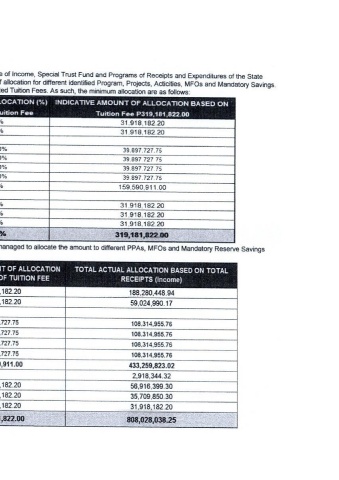 e of Income, Special Trust Fund and Programs of Receipts and Expenditures of the State
f allocation for different identified Program, Projects, Acticities, MFOs and Mandatory Savings.
ted Tuition Fees. As such, the minimum allocation are as follows:
LOCATION (%) INDICATIVE AMOUNT OF ALLOCATION BASED ON
uition Fee Tuition Fee P319,181,822.00
% 31,918,182.20
% 31,918,182.20
0% 39,897,727.75
0% 39,897,727.75
0% 39,897,727.75
0% 39,897,727.75
% 159,590,911.00
% 31,918,182.20
% 31,918,182.20
% 31,918,182.20
% 319,181,822.00
managed to allocate the amount to different PPAs, MFOs and Mandatory Reserve Savings
T OF ALLOCATION TOTAL ACTUAL ALLOCATION BASED ON TOTAL
OF TUITION FEE RECEIPTS (Income)
,182.20 188,280,448.94
,182.20 59,024,990.17
,727.75 108,314,955.76
,727.75 108,314,955.76
,727.75 108,314,955.76
,727.75 108,314,955.76
,911.00 433,259,823.02
2,918,344.32
,182.20 56,916,399.30
,182.20 35,709,850.30
,182.20 31,918,182.20
,822.00 808,028,038.25